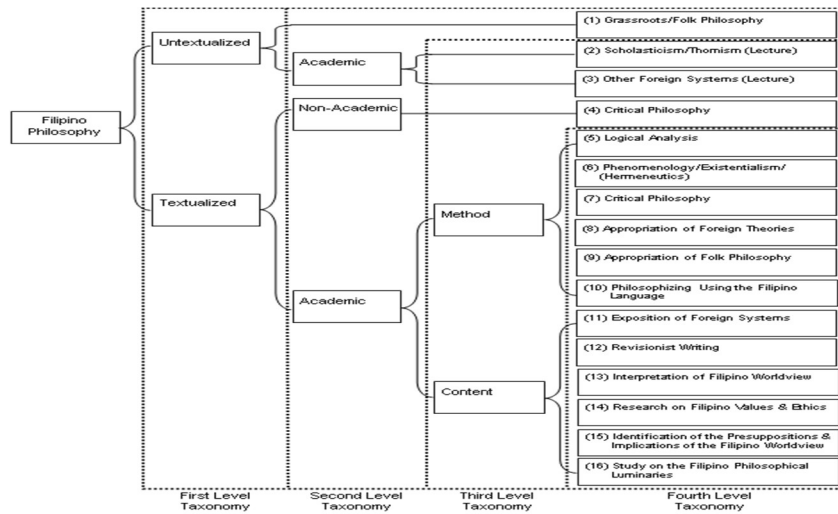 (1) Grassroots/Folk Philosophy
Untextualized
Academic
(2) Scholasticism/Thomism (Lecture)
(3) Other Foreign Systems (Lecture)
Filipino
Philosophy
Non-Academic
(4) Critical Philosophy
(5) Logical Analysis
(6) Phenomenology/Existentialism/
(Hermeneutics)
Textualized
Method
(7) Critical Philosophy
(8) Appropriation of Foreign Theories
(9) Appropriation of Folk Philosophy
(10) Philosophizing Using the Filipino
Language
Academic
(11) Exposition of Foreign Systems
(12) Revisionist Writing
(13) Interpretation of Filipino Worldview
Content
(14) Research on Filipino Values & Ethics
(15) Identification of the Presuppositions &
Implications of the Filipino Worldview
(16) Study on the Filipino Philosophical
Luminaries
First Level
Taxonomy
Second Level
Taxonomy
Third Level
Taxonomy
Fourth Level
Taxonomy